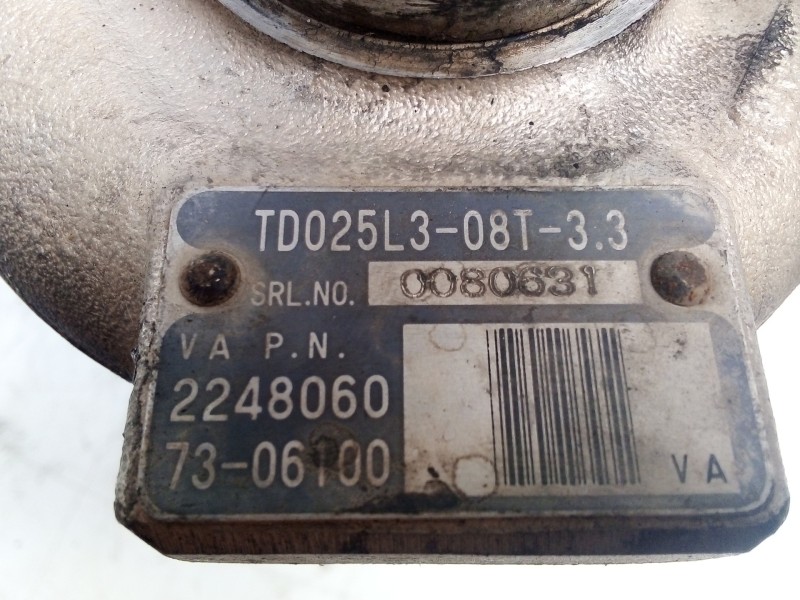 TD025L3-08T-3.3
SRL.NO. 0080631
VA P.N.
2248060
73-06100
VA